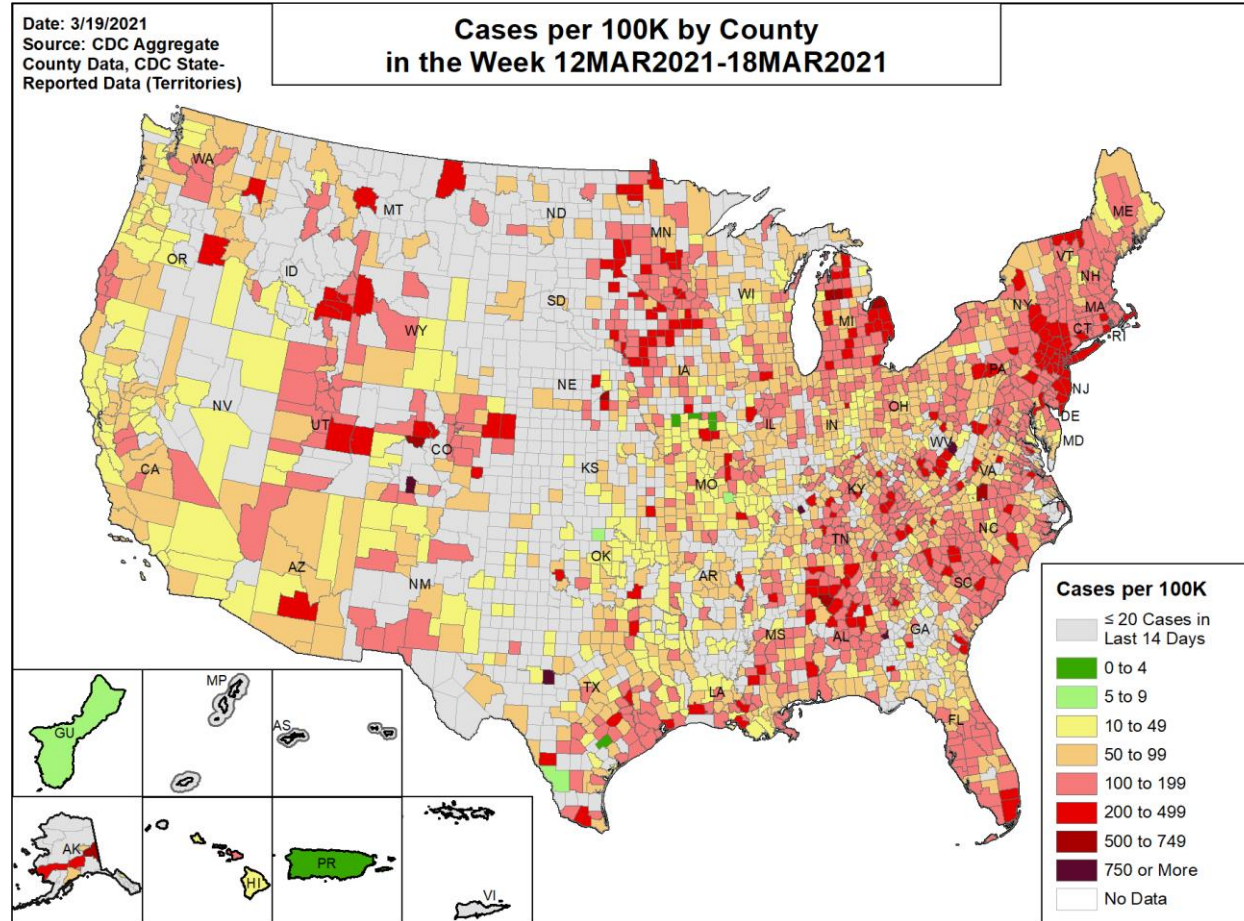 Date: 3/19/2021
Source: CDC Aggregate
County Data, CDC State-
Reported Data (Territories)
Cases per 100K by County
in the Week 12MAR2021-18MAR2021
WA
MT
ND
MN
ME
OR
ID
SD
WI
VT
NH
NY
MA
CT
RI
WY
MI
NE
IA
PA
NJ
NV
UT
CO
IL
IN
OH
DE
MD
WV
CA
KS
MO
KY
VA
NC
TN
AZ
NM
OK
AR
SC
MS
AL
GA
TX
LA
FL
GU
MP
AS
AK
HI
PR
VI
Cases per 100K
≤ 20 Cases in
Last 14 Days
0 to 4
5 to 9
10 to 49
50 to 99
100 to 199
200 to 499
500 to 749
750 or More
No Data